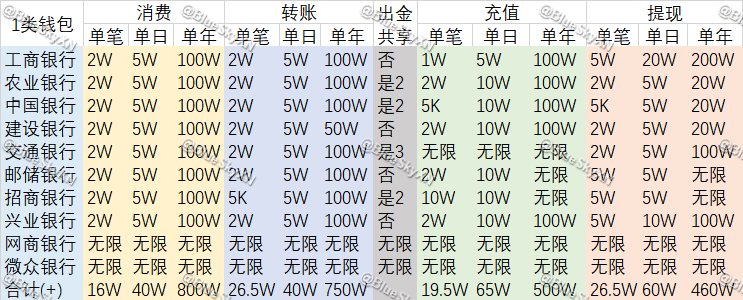 1类钱包 消费 转账 出金共享 充值 提现
单笔 单日 单年 单笔 单日 单年 单笔 单日 单年 单笔 单日 单年
工商银行 2W 5W 100W 2W 5W 100W 否 1W 5W 100W 5W 20W 200W
农业银行 2W 5W 100W 2W 5W 100W 是2 2W 10W 100W 2W 5W 20W
中国银行 2W 5W 100W 2W 5W 100W 是2 5K 10W 100W 5K 5W 20W
建设银行 2W 5W 100W 2W 5W 50W 否 2W 10W 100W 2W 5W 20W
交通银行 2W 5W 100W 2W 5W 100W 是3 无限 无限 无限 2W 5W 100W
邮储银行 2W 5W 100W 2W 5W 100W 否 2W 10W 无限 5W 5W 无限
招商银行 2W 5W 100W 5K 5W 100W 是2 10W 10W 无限 5W 5W 无限
兴业银行 2W 5W 100W 2W 5W 100W 否 2W 10W 100W 5W 10W 100W
网商银行 无限 无限 无限 无限 无限 无限 无限 无限 无限 无限 无限 无限 无限
微众银行 无限 无限 无限 无限 无限 无限 无限 无限 无限 无限 无限 无限 无限
合计(+) 16W 40W 800W 26.5W 40W 750W 19.5W 65W 500W 26.5W 60W 460W
@BlueSkyXN